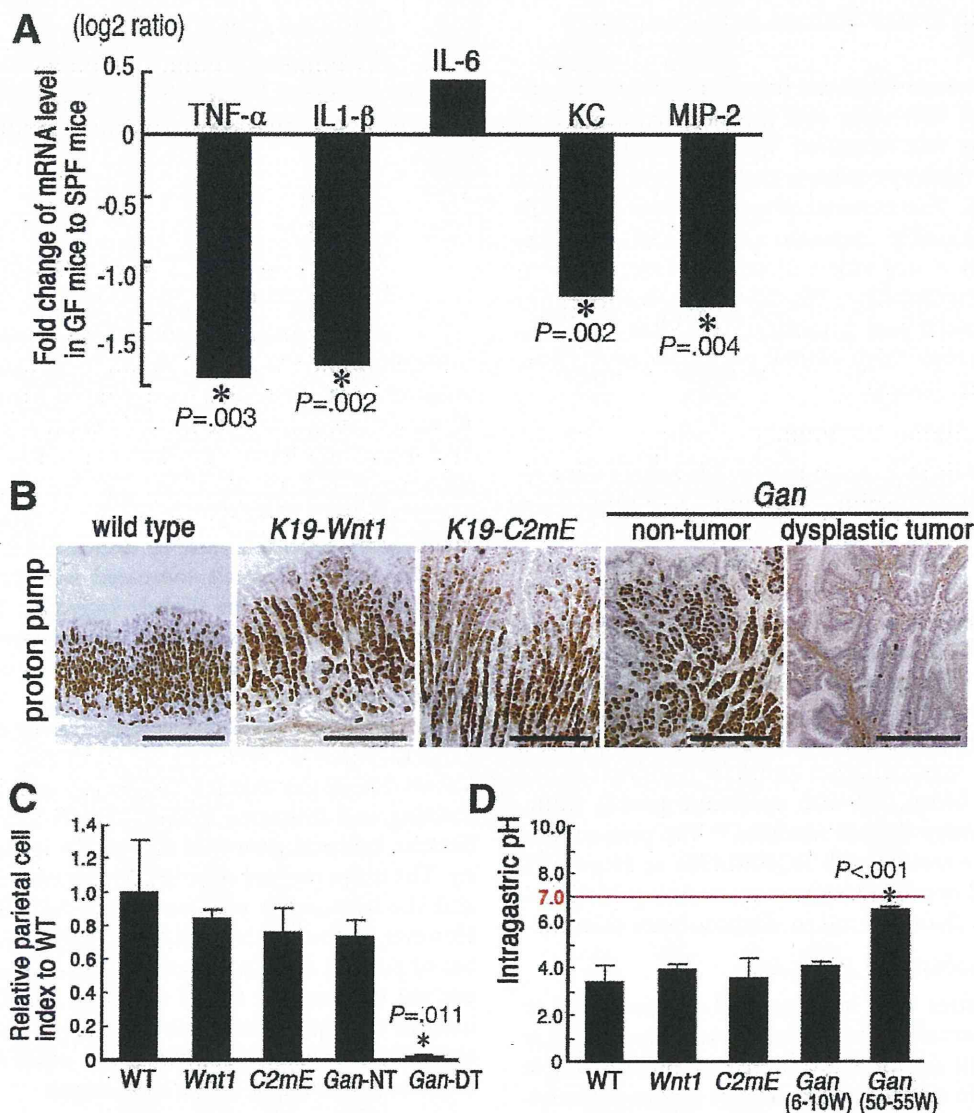 A (log2 ratio)
Fold change of mRNA level
in GF mice to SPF mice
0.5
0
-0.5
-1.0
-1.5
TNF-α
IL1-β
IL-6
KC
MIP-2
*
P=.003
*
P=.002
*
P=.002
*
P=.004
B
Gan
wild type
K19-Wnt1
K19-C2mE
non-tumor
dysplastic tumor
proton pump
C
Relative parietal cell
index to WT
1.4
1.2
1.0
0.8
0.6
0.4
0.2
0
P=.011
*
WT
Wnt1
C2mE
Gan-NT
Gan-DT
D
Intragastric pH
10.0
8.0
7.0
6.0
4.0
2.0
0
P<.001
*
WT
Wnt1
C2mE
Gan
(6-10W)
Gan
(50-55W)